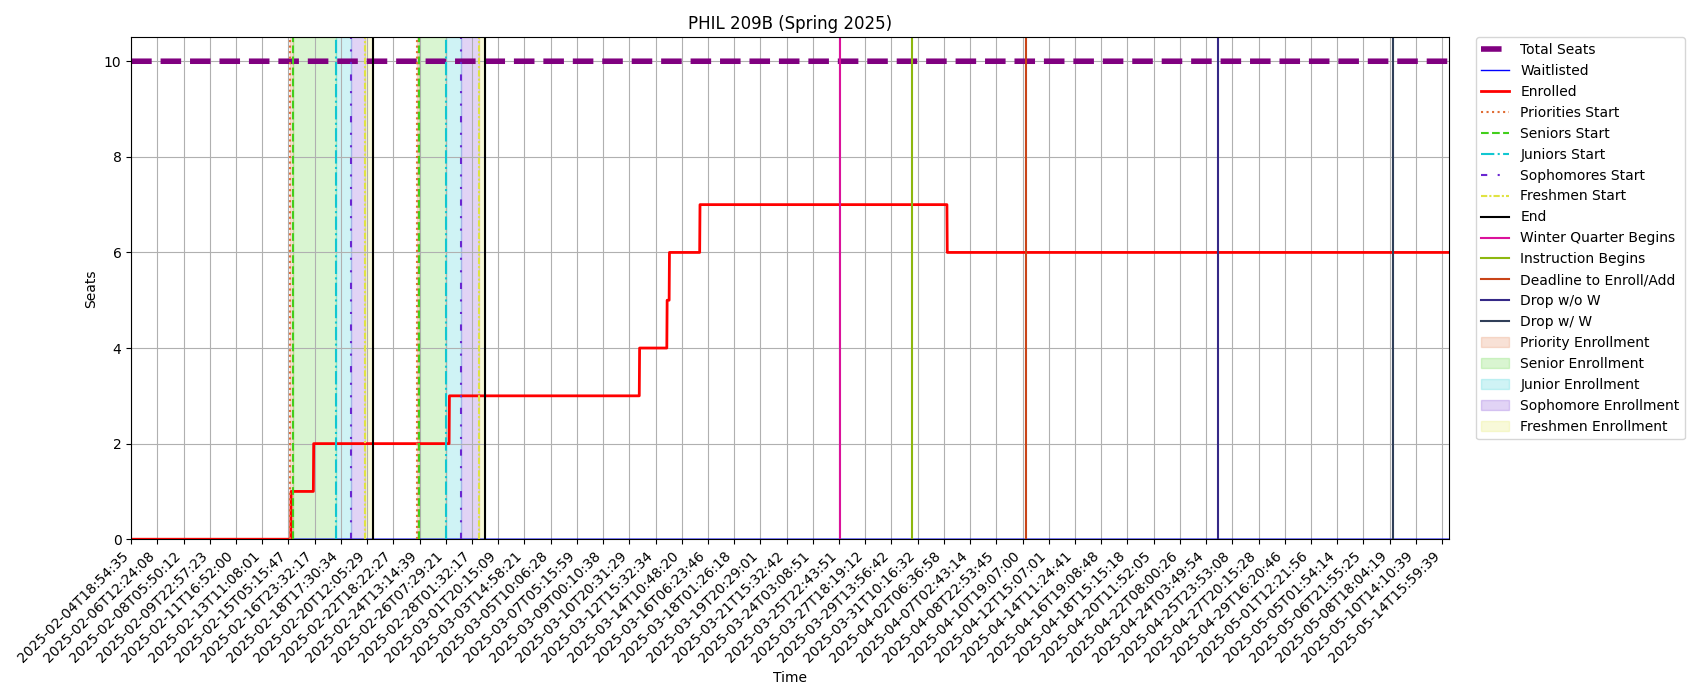 PHIL 209B (Spring 2025)
Seats
10
8
6
4
2
0
2025-02-04T18:54:35
2025-02-06T12:24:08
2025-02-08T05:50:12
2025-02-09T22:57:23
2025-02-11T16:52:00
2025-02-13T11:08:01
2025-02-15T05:15:47
2025-02-16T23:32:17
2025-02-18T17:30:34
2025-02-20T12:05:29
2025-02-22T18:22:27
2025-02-24T13:14:39
2025-02-26T07:29:21
2025-02-28T01:32:17
2025-03-01T20:15:09
2025-03-03T14:58:21
2025-03-05T10:06:28
2025-03-07T05:15:59
2025-03-09T00:10:38
2025-03-10T20:31:29
2025-03-12T15:32:34
2025-03-14T10:48:20
2025-03-16T06:23:46
2025-03-18T01:26:18
2025-03-19T20:29:01
2025-03-21T15:32:42
2025-03-24T03:08:51
2025-03-25T22:43:51
2025-03-27T18:19:12
2025-03-29T13:56:42
2025-03-31T10:16:32
2025-04-02T06:36:58
2025-04-07T02:43:14
2025-04-08T22:53:45
2025-04-10T19:07:00
2025-04-12T15:07:01
2025-04-14T11:24:41
2025-04-16T19:08:48
2025-04-18T15:15:18
2025-04-20T11:52:05
2025-04-22T08:00:26
2025-04-24T03:49:54
2025-04-25T23:53:08
2025-04-27T20:15:28
2025-04-29T16:20:46
2025-05-01T12:21:56
2025-05-05T01:54:14
2025-05-06T21:55:25
2025-05-08T18:04:19
2025-05-10T14:10:39
2025-05-14T15:59:39
Time
Total Seats
Waitlisted
Enrolled
Priorities Start
Seniors Start
Juniors Start
Sophomores Start
Freshmen Start
End
Winter Quarter Begins
Instruction Begins
Deadline to Enroll/Add
Drop w/o W
Drop w/ W
Priority Enrollment
Senior Enrollment
Junior Enrollment
Sophomore Enrollment
Freshmen Enrollment